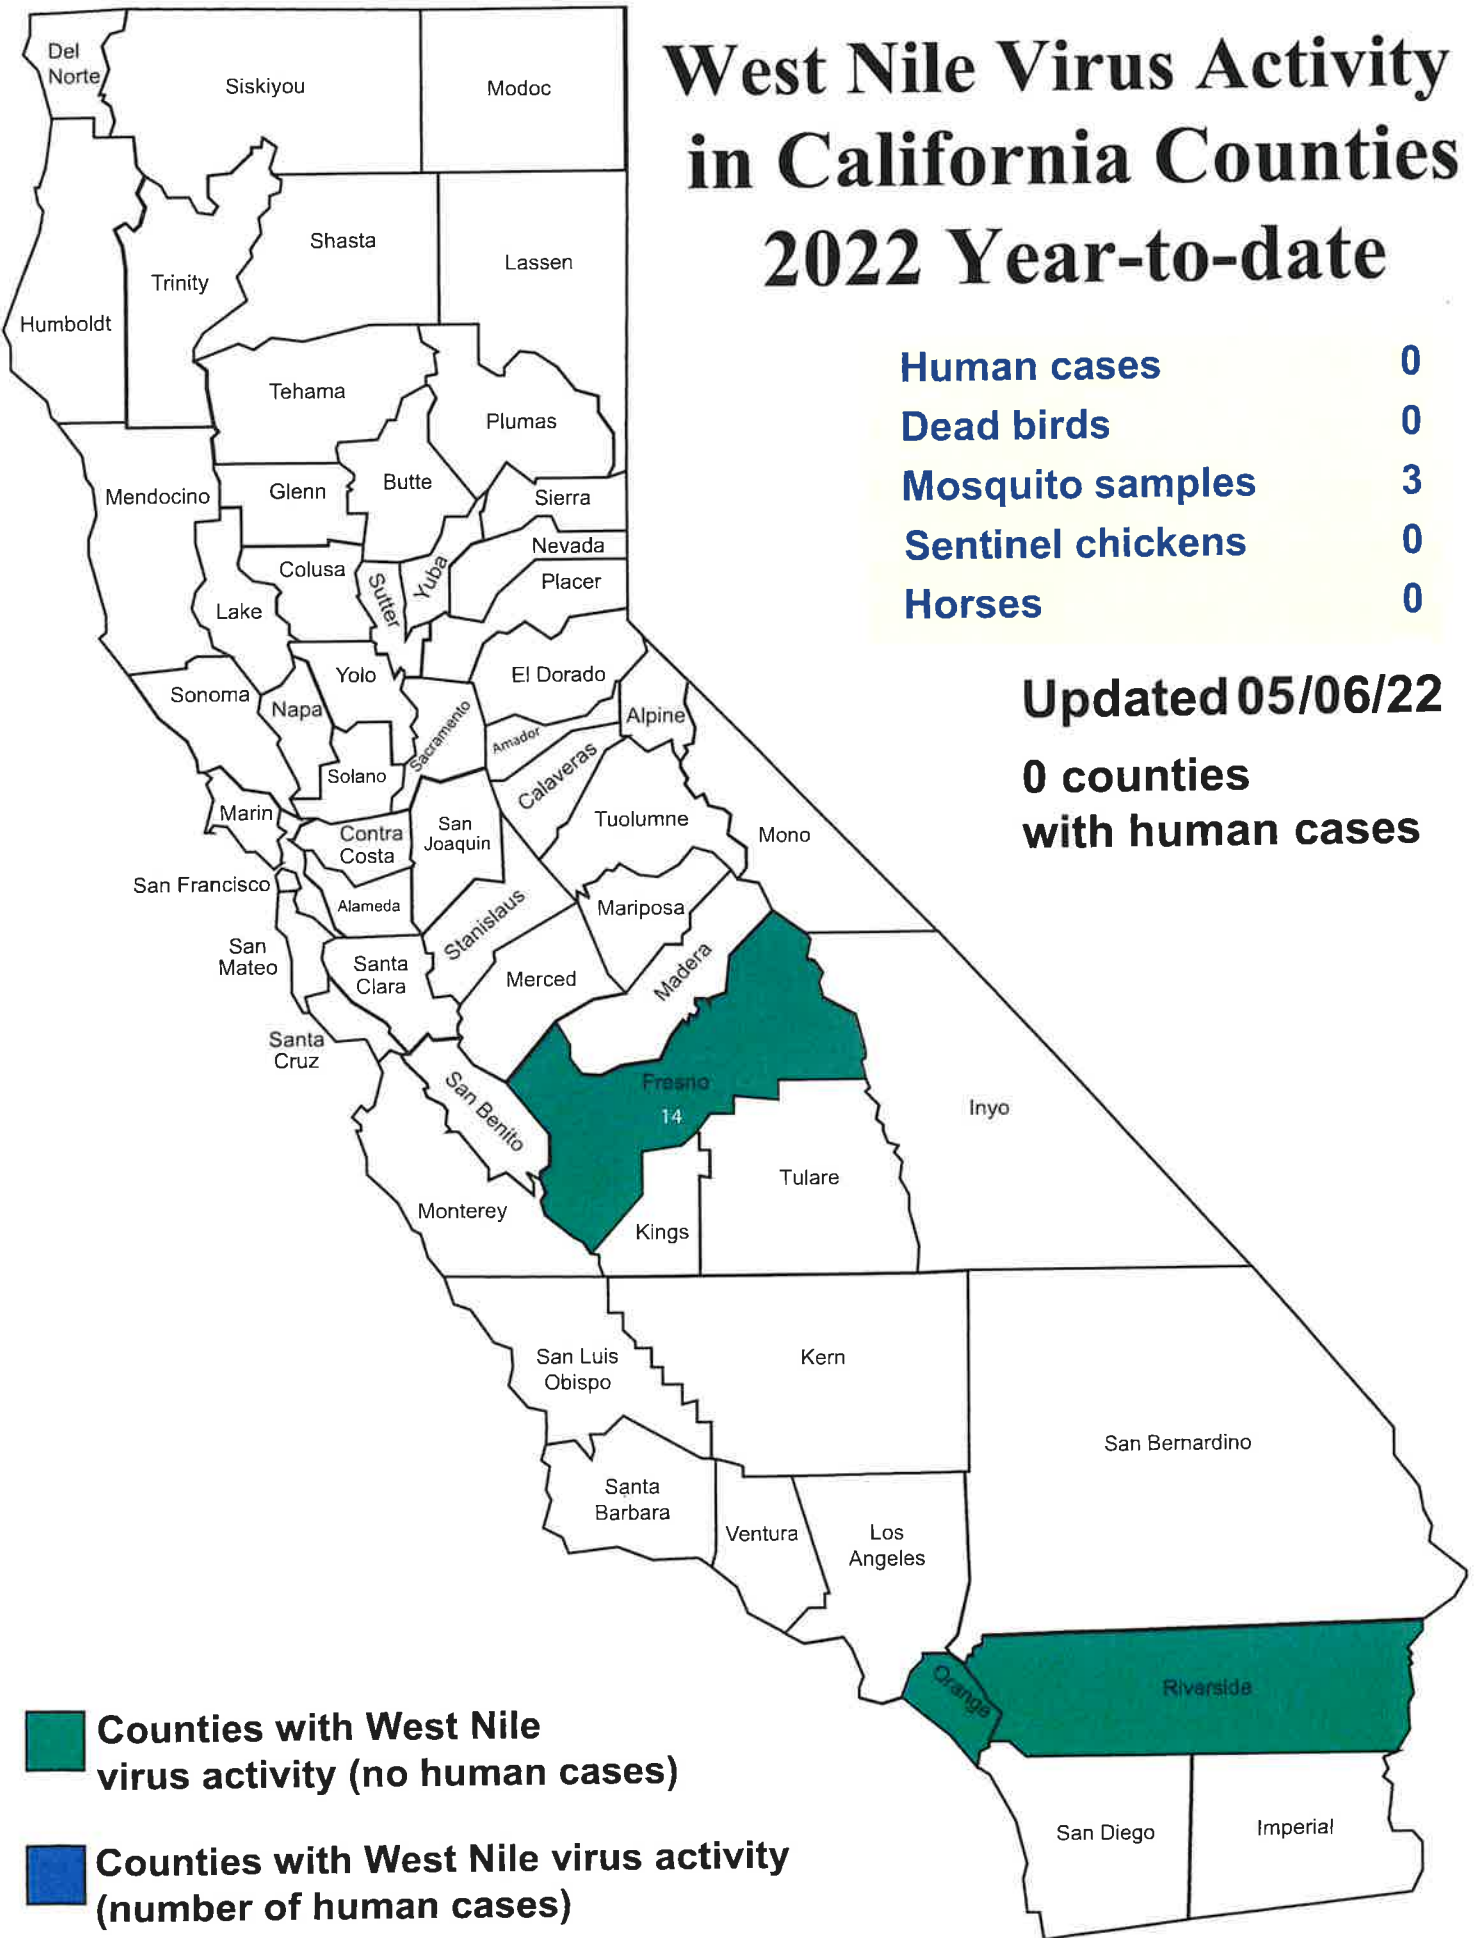 West Nile Virus Activity
in California Counties
2022 Year-to-date
Human cases 0
Dead birds 0
Mosquito samples 3
Sentinel chickens 0
Horses 0
Updated 05/06/22
0 counties
with human cases
Del
Norte
Siskiyou
Modoc
Shasta
Lassen
Trinity
Humboldt
Tehama
Plumas
Mendocino
Glenn
Butte
Sierra
Nevada
Colusa
Sutter
Yuba
Placer
Lake
Sonoma
Napa
Yolo
El Dorado
Sacramento
Amador
Alpine
Solano
Calaveras
Marin
Contra
Costa
San
Joaquin
Tuolumne
Mono
San Francisco
Alameda
Stanislaus
Mariposa
San
Mateo
Santa
Clara
Merced
Madera
Santa
Cruz
San Benito
Fresno
14
Inyo
Monterey
Kings
Tulare
San Luis
Obispo
Kern
San Bernardino
Santa
Barbara
Ventura
Los
Angeles
Orange
Riverside
San Diego
Imperial
Counties with West Nile
virus activity (no human cases)
Counties with West Nile virus activity
(number of human cases)